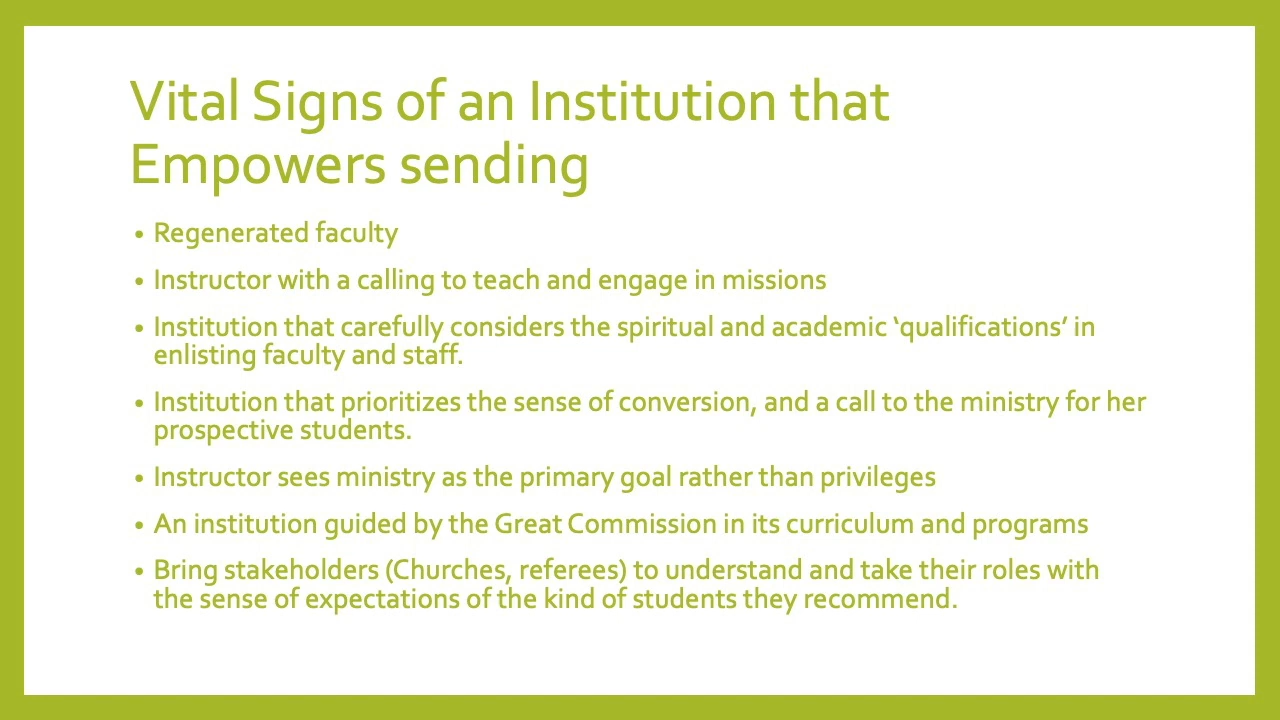 Vital Signs of an Institution that
Empowers sending
• Regenerated faculty
• Instructor with a calling to teach and engage in missions
• Institution that carefully considers the spiritual and academic ‘qualifications’ in
enlisting faculty and staff.
• Institution that prioritizes the sense of conversion, and a call to the ministry for her
prospective students.
• Instructor sees ministry as the primary goal rather than privileges
• An institution guided by the Great Commission in its curriculum and programs
• Bring stakeholders (Churches, referees) to understand and take their roles with
the sense of expectations of the kind of students they recommend.